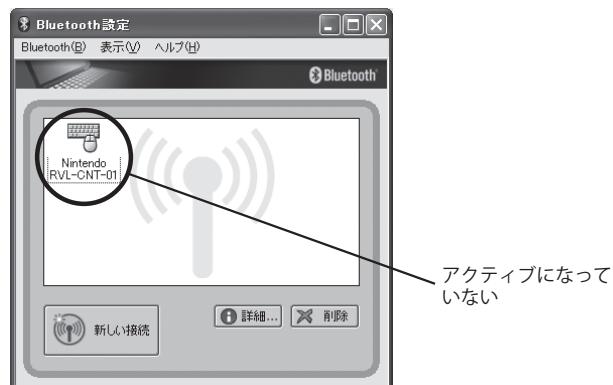 Bluetooth設定
Bluetooth(B) 表示(V) ヘルプ(H)
Bluetooth
Nintendo
RVL-CNT-01
アクティブになって
いない
新しい接続
詳細...
削除